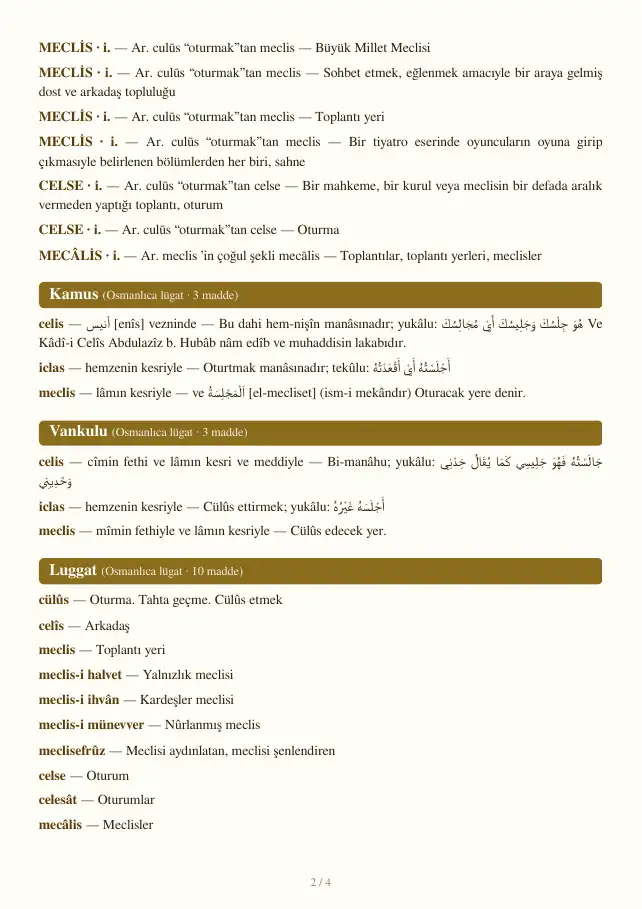 MECLİS · i. — Ar. culūs “oturmak”tan meclis — Büyük Millet Meclisi
MECLİS · i. — Ar. culūs “oturmak”tan meclis — Sohbet etmek, eğlenmek amacıyle bir araya gelmiş
dost ve arkadaş topluluğu
MECLİS · i. — Ar. culūs “oturmak”tan meclis — Toplantı yeri
MECLİS · i. — Ar. culūs “oturmak”tan meclis — Bir tiyatro eserinde oyuncuların oyuna girip
çıkmasıyle belirlenen bölümlerden her biri, sahne
CELSE · i. — Ar. culūs “oturmak”tan celse — Bir mahkeme, bir kurul veya meclisin bir defada aralık
vermeden yaptığı toplantı, oturum
CELSE · i. — Ar. culūs “oturmak”tan celse — Oturma
MECÂLİS · i. — Ar. meclis ’in çoğul şekli mecālis — Toplantılar, toplantı yerleri, meclisler
Kamus (Osmanlıca lügat · 3 madde)
celis — أنيس [enîs] vezninde — Bu dahi hem-nişîn manâsınadır; yukâlu: هُوَ جِلْسُكَ وَجَلِيسُكَ أَيْ مُجَالِسُكَ Ve
Kâdî-i Celîs Abdulazîz b. Hubâb nâm edîb ve muhaddisin lakabıdır.
iclas — hemzenin kesriyle — Oturtmak manâsınadır; tekûlu: أَجْلَسْتُهُ أَيْ أَقْعَدْتُهُ
meclis — lâmın kesriyle — ve اَلْمَجْلِسَةُ [el-mecliset] (ism-i mekândır) Oturacak yere denir.
Vankulu (Osmanlıca lügat · 3 madde)
celis — cîmin fethi ve lâmın kesri ve meddiyle — Bi-manâhu; yukâlu: جَالَسْتُهُ فَهُوَ جَلِيسِي كَمَا يُقَالُ خِدْنِي
وَخَدِينِي
iclas — hemzenin kesriyle — Cülûs ettirmek; yukâlu: أَجْلَسَهُ غَيْرُهُ
meclis — mîmin fethiyle ve lâmın kesriyle — Cülûs edecek yer.
Luggat (Osmanlıca lügat · 10 madde)
cülûs — Oturma. Tahta geçme. Cülûs etmek
celîs — Arkadaş
meclis — Toplantı yeri
meclis-i halvet — Yalnızlık meclisi
meclis-i ihvân — Kardeşler meclisi
meclis-i münevver — Nûrlanmış meclis
meclisefrûz — Meclisi aydınlatan, meclisi şenlendiren
celse — Oturum
celesât — Oturumlar
mecâlis — Meclisler
2 / 4